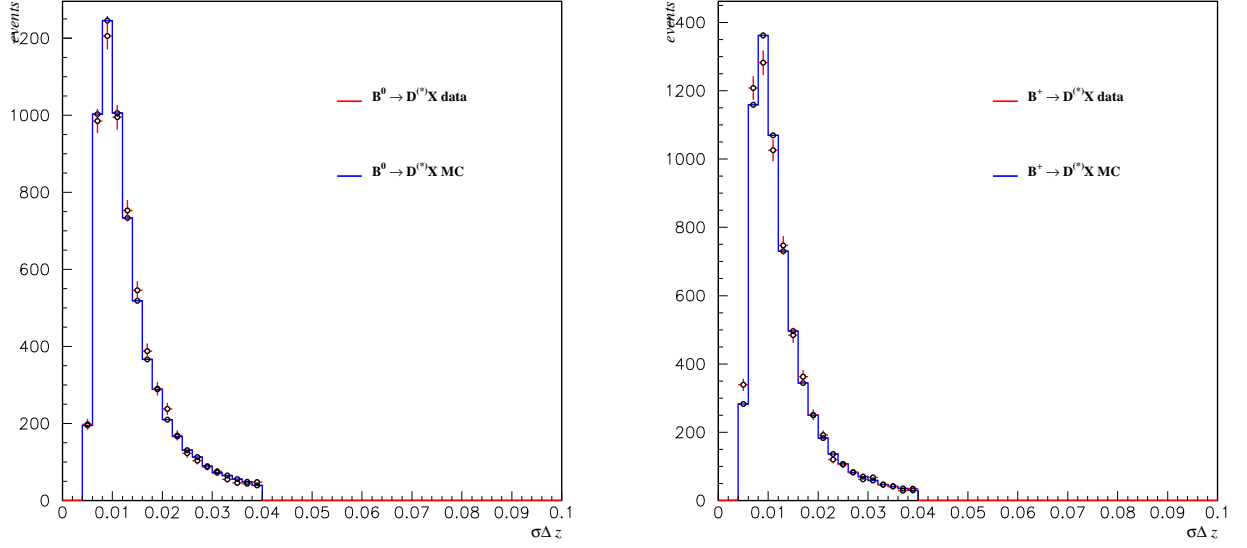 events
1200
1000
800
600
400
200
0
B⁰ → D⁽*⁾X data
B⁰ → D⁽*⁾X MC
0 0.01 0.02 0.03 0.04 0.05 0.06 0.07 0.08 0.09 0.1
σΔ z
events
1400
1200
1000
800
600
400
200
0
B⁺ → D⁽*⁾X data
B⁺ → D⁽*⁾X MC
0 0.01 0.02 0.03 0.04 0.05 0.06 0.07 0.08 0.09 0.1
σΔ z